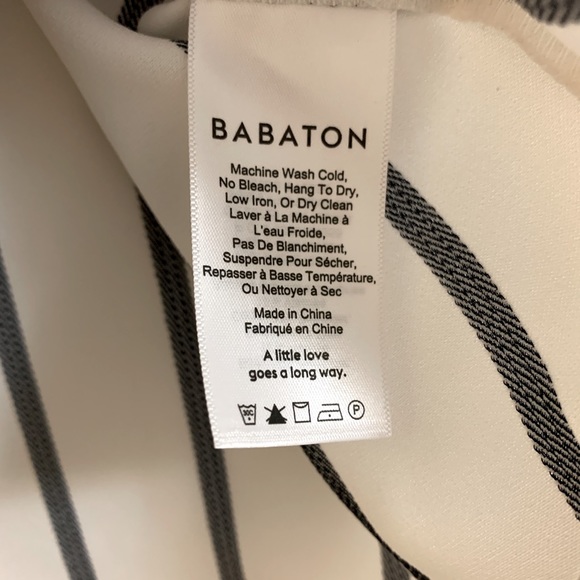 BABATON
Machine Wash Cold,
No Bleach, Hang To Dry,
Low Iron, Or Dry Clean
Laver à La Machine à
L'eau Froide,
Pas De Blanchiment,
Suspendre Pour Sécher,
Repasser à Basse Température,
Ou Nettoyer à Sec
Made in China
Fabriqué en Chine
A little love
goes a long way.
30C P